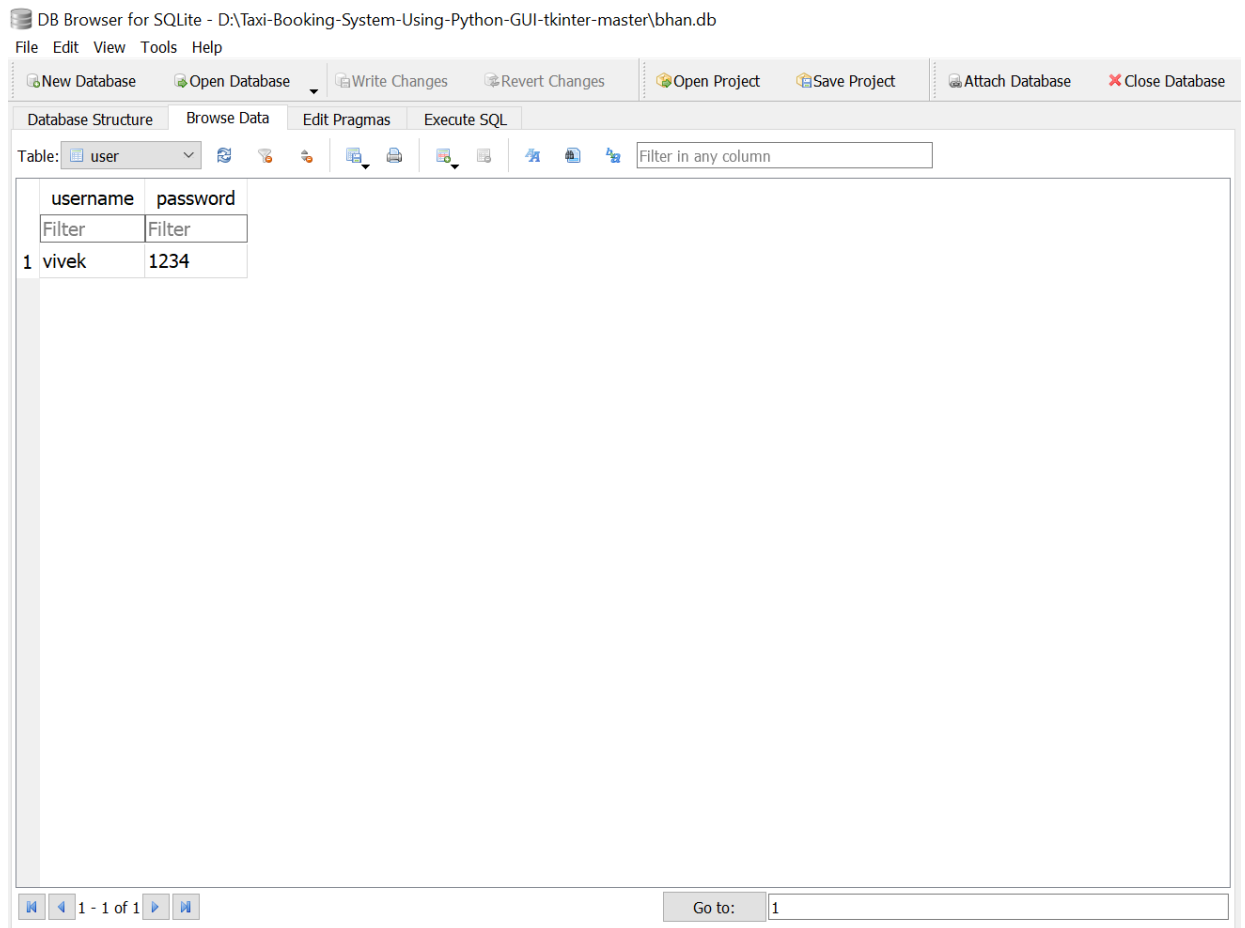 DB Browser for SQLite - D:\Taxi-Booking-System-Using-Python-GUI-tkinter-master\bhan.db
File Edit View Tools Help
New Database Open Database Write Changes Revert Changes Open Project Save Project Attach Database Close Database
Database Structure Browse Data Edit Pragmas Execute SQL
Table: user Filter in any column
username password
Filter Filter
1 vivek 1234
1 - 1 of 1 Go to: 1